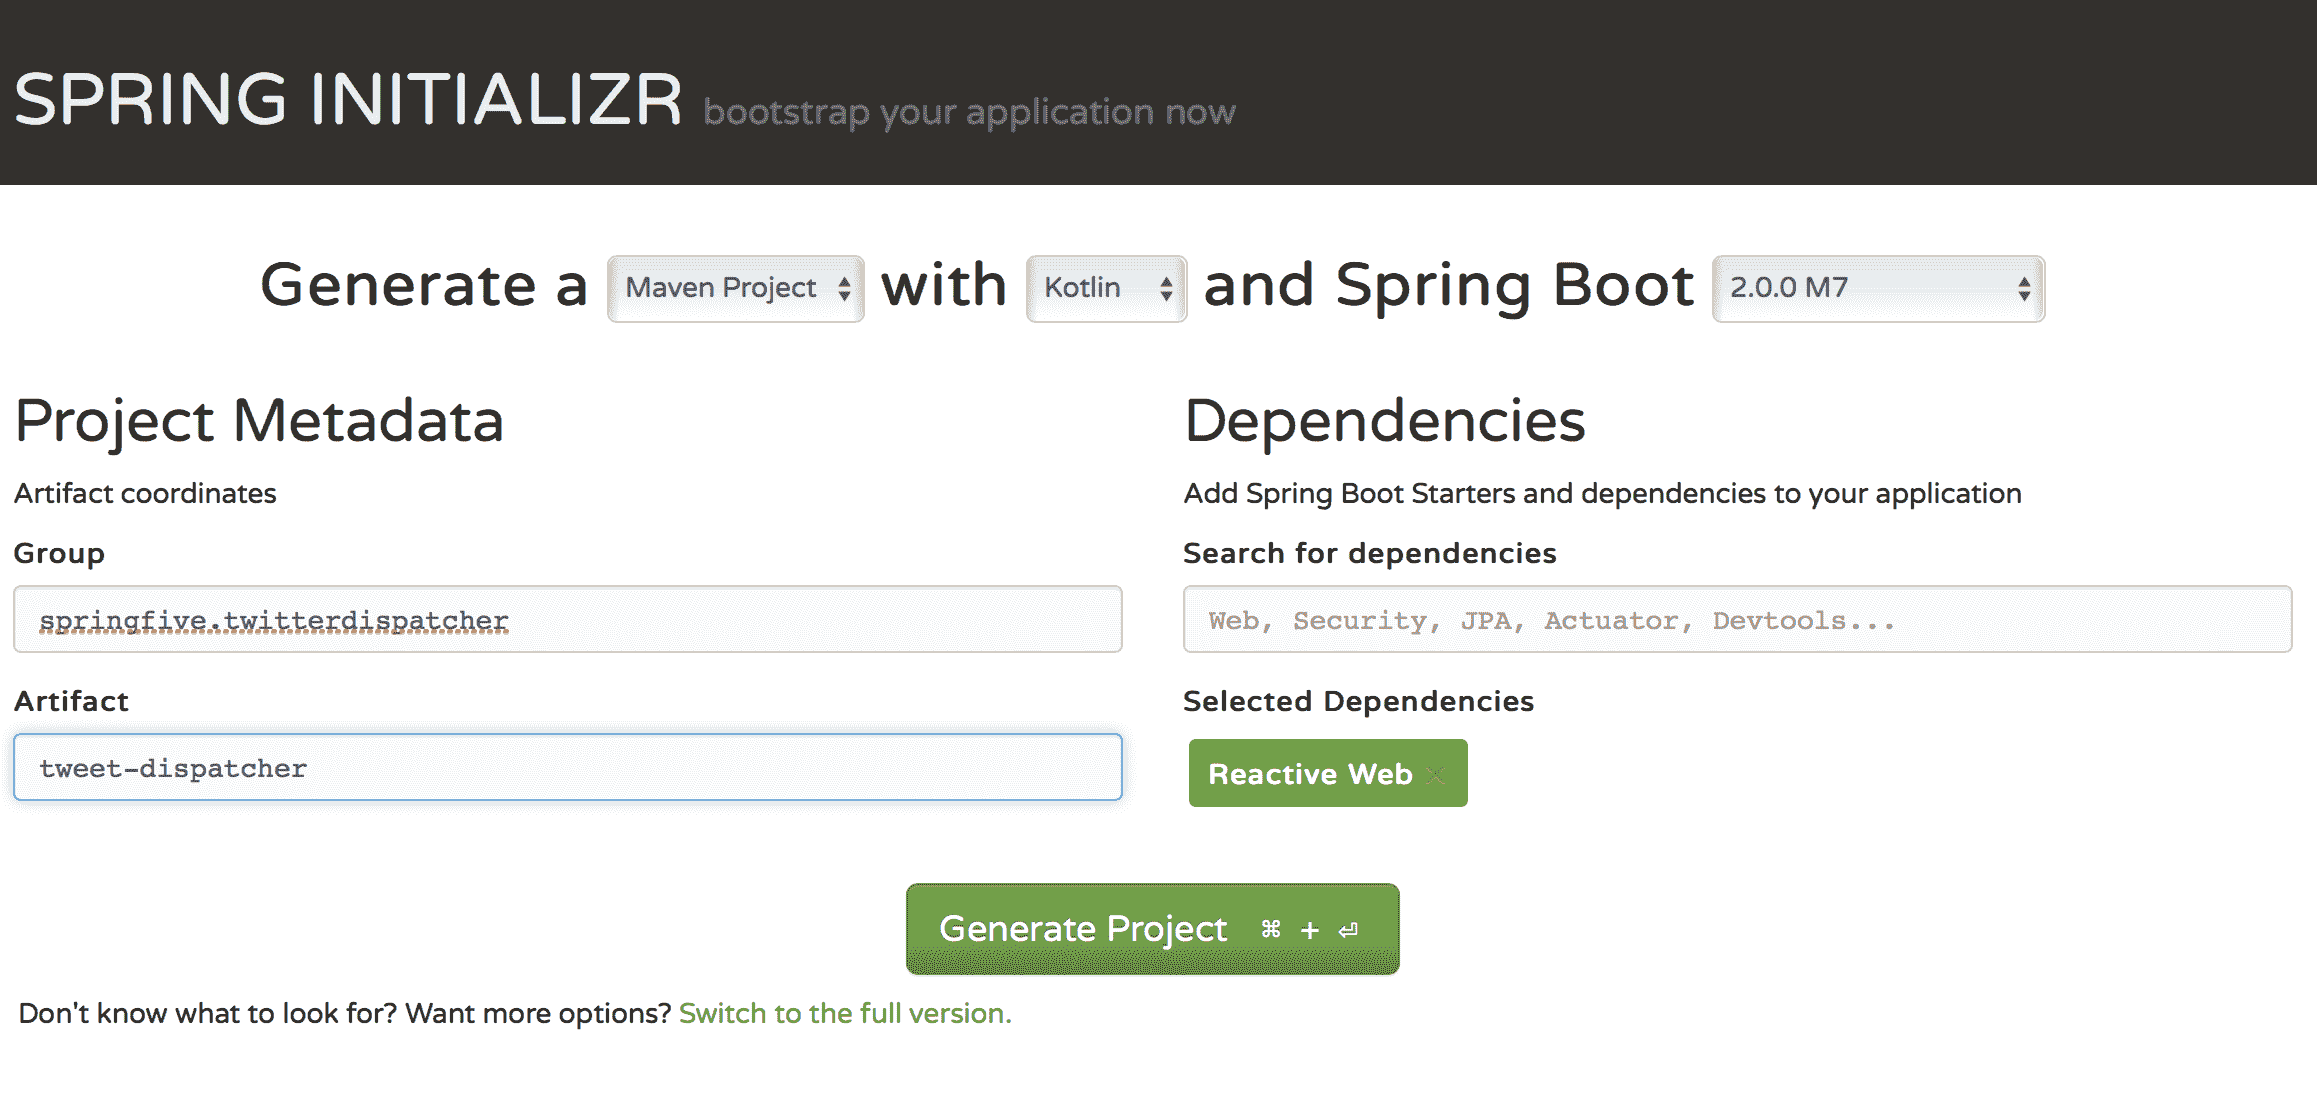 SPRING INITIALIZR bootstrap your application now
Generate a Maven Project with Kotlin and Spring Boot 2.0.0 M7
Project Metadata
Artifact coordinates
Group
springfive.twitterdispatcher
Artifact
tweet-dispatcher
Dependencies
Add Spring Boot Starters and dependencies to your application
Search for dependencies
Web, Security, JPA, Actuator, Devtools...
Selected Dependencies
Reactive Web ×
Generate Project ⌘ + ⏎
Don't know what to look for? Want more options? Switch to the full version.